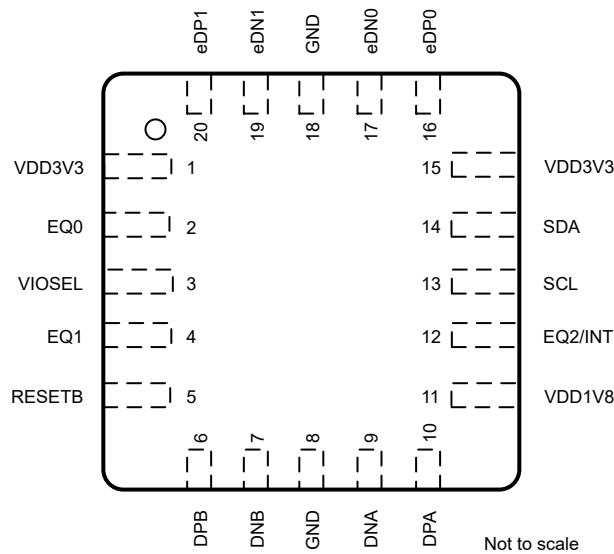 eDP1 eDN1 GND eDN0 eDP0
20 19 18 17 16
VDD3V3 1 15 VDD3V3
EQ0 2 14 SDA
VIOSEL 3 13 SCL
EQ1 4 12 EQ2/INT
RESETB 5 11 VDD1V8
6 7 8 9 10
DPB DNB GND DNA DPA
Not to scale